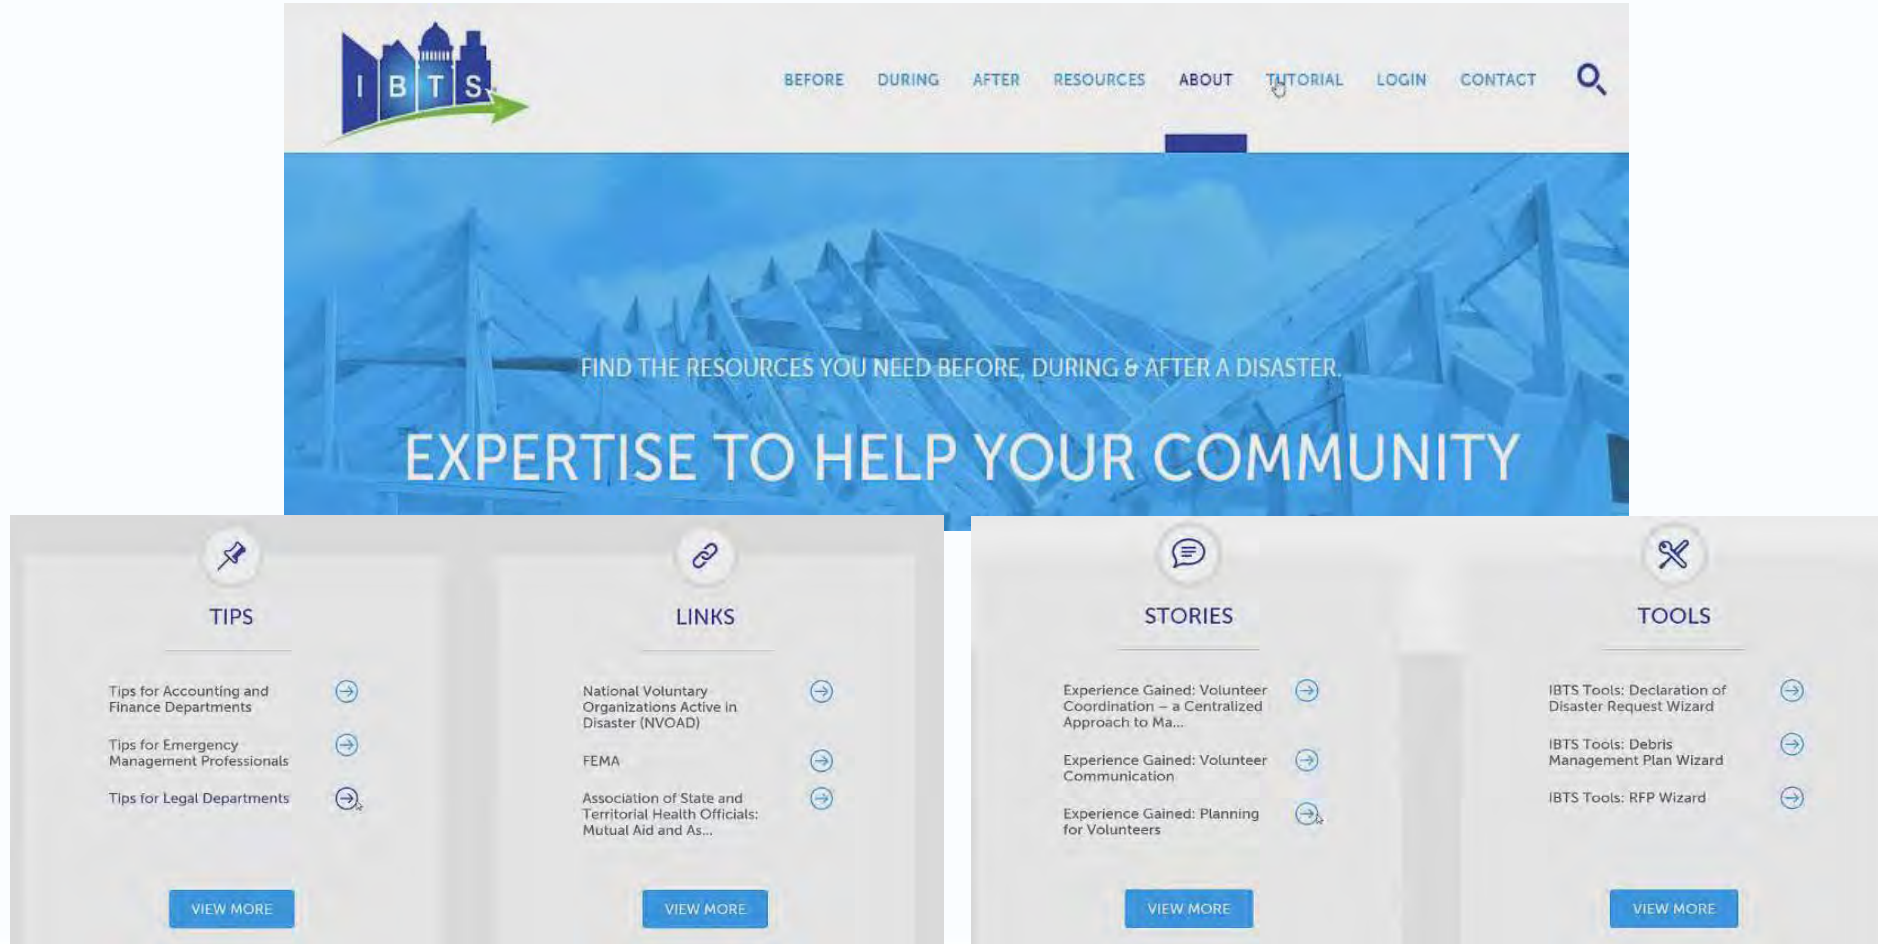 IBTS
BEFORE DURING AFTER RESOURCES ABOUT TUTORIAL LOGIN CONTACT
FIND THE RESOURCES YOU NEED BEFORE, DURING & AFTER A DISASTER.
EXPERTISE TO HELP YOUR COMMUNITY
TIPS
Tips for Accounting and
Finance Departments
Tips for Emergency
Management Professionals
Tips for Legal Departments
VIEW MORE
LINKS
National Voluntary
Organizations Active in
Disaster (NVOAD)
FEMA
Association of State and
Territorial Health Officials:
Mutual Aid and As...
VIEW MORE
STORIES
Experience Gained: Volunteer
Coordination – a Centralized
Approach to Ma...
Experience Gained: Volunteer
Communication
Experience Gained: Planning
for Volunteers
VIEW MORE
TOOLS
IBTS Tools: Declaration of
Disaster Request Wizard
IBTS Tools: Debris
Management Plan Wizard
IBTS Tools: RFP Wizard
VIEW MORE